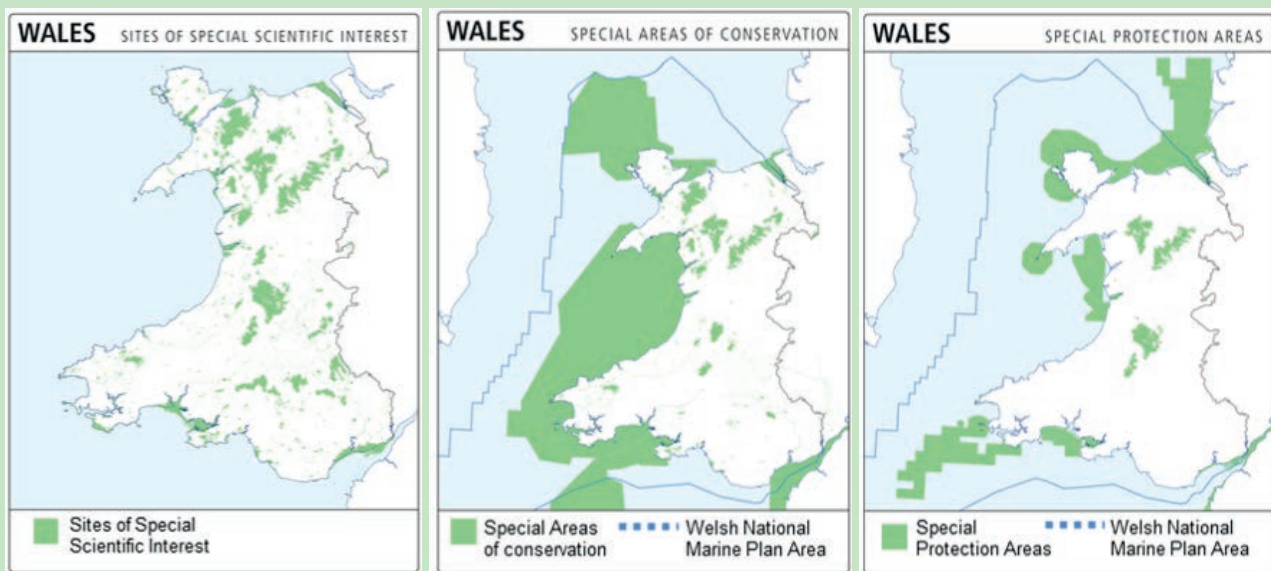 WALES SITES OF SPECIAL SCIENTIFIC INTEREST
Sites of Special
Scientific Interest
WALES SPECIAL AREAS OF CONSERVATION
Special Areas
of conservation
Welsh National
Marine Plan Area
WALES SPECIAL PROTECTION AREAS
Special
Protection Areas
Welsh National
Marine Plan Area